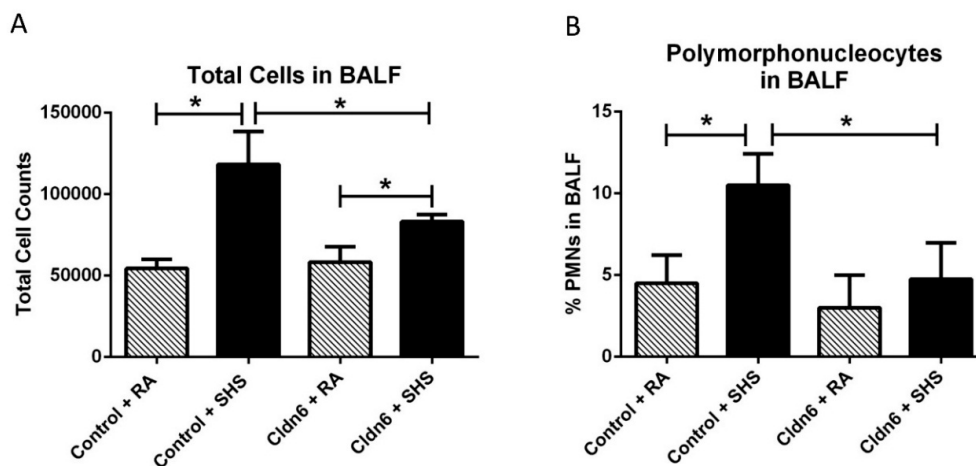 A
Total Cells in BALF
Total Cell Counts
150000
100000
50000
0
*
*
*
Control + RA
Control + SHS
Cldn6 + RA
Cldn6 + SHS
B
Polymorphonucleocytes
in BALF
% PMNs in BALF
15
10
5
0
*
*
Control + RA
Control + SHS
Cldn6 + RA
Cldn6 + SHS